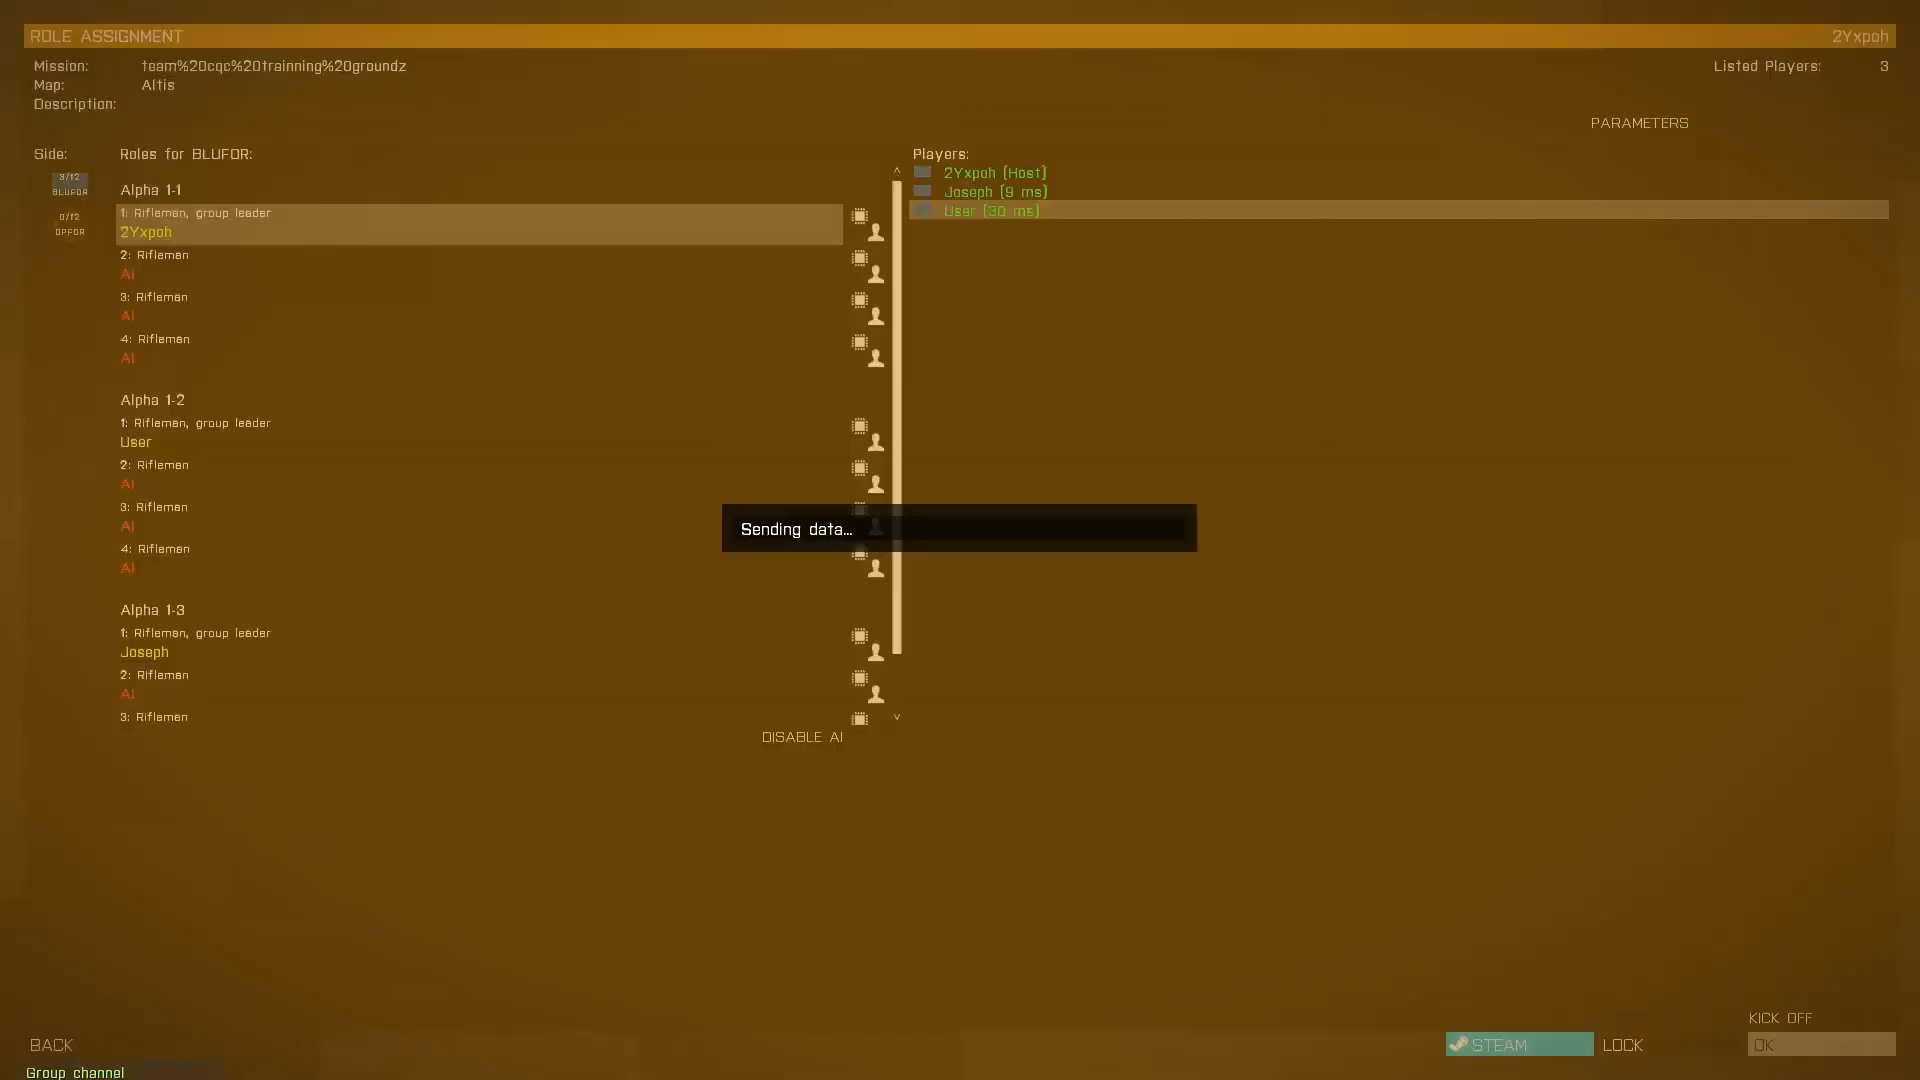 ROLE ASSIGNMENT 2Yxpoh
Mission: team%20cqc%20trainning%20groundz Listed Players: 3
Map: Altis
Description:
PARAMETERS
Side: Roles for BLUFOR: Players:
3/12
BLUFOR
0/12
OPFOR
Alpha 1-1
1: Rifleman, group leader
2Yxpoh
2: Rifleman
AI
3: Rifleman
AI
4: Rifleman
AI
Alpha 1-2
1: Rifleman, group leader
User
2: Rifleman
AI
3: Rifleman
AI
4: Rifleman
AI
Alpha 1-3
1: Rifleman, group leader
Joseph
2: Rifleman
AI
3: Rifleman
DISABLE AI
2Yxpoh (Host)
Joseph (9 ms)
User (30 ms)
Sending data...
KICK OFF
BACK STEAM LOCK OK
Group channel